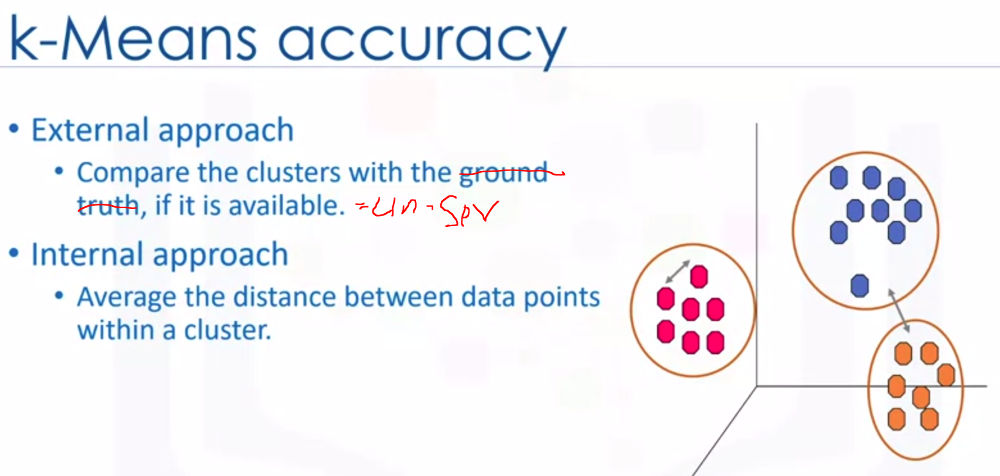 k-Means accuracy
• External approach
• Compare the clusters with the ground
truth, if it is available. =un-Spv
• Internal approach
• Average the distance between data points
within a cluster.